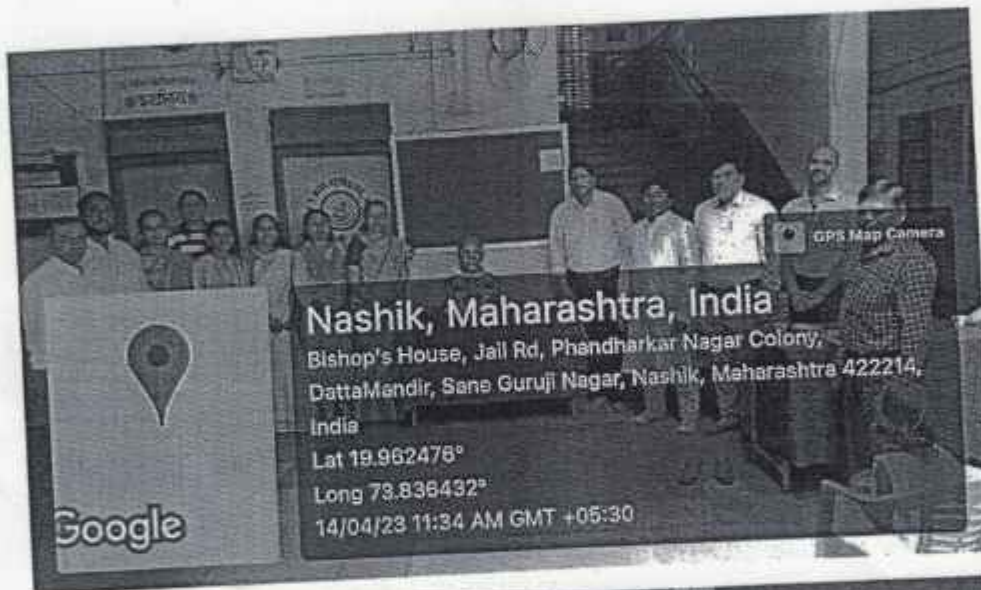 GPS Map Camera
Nashik, Maharashtra, India
Bishop's House, Jail Rd, Phandharkar Nagar Colony,
DattaMandir, Sane Guruji Nagar, Nashik, Maharashtra 422214,
India
Lat 19.962476°
Long 73.836432°
14/04/23 11:34 AM GMT +05:30
Google